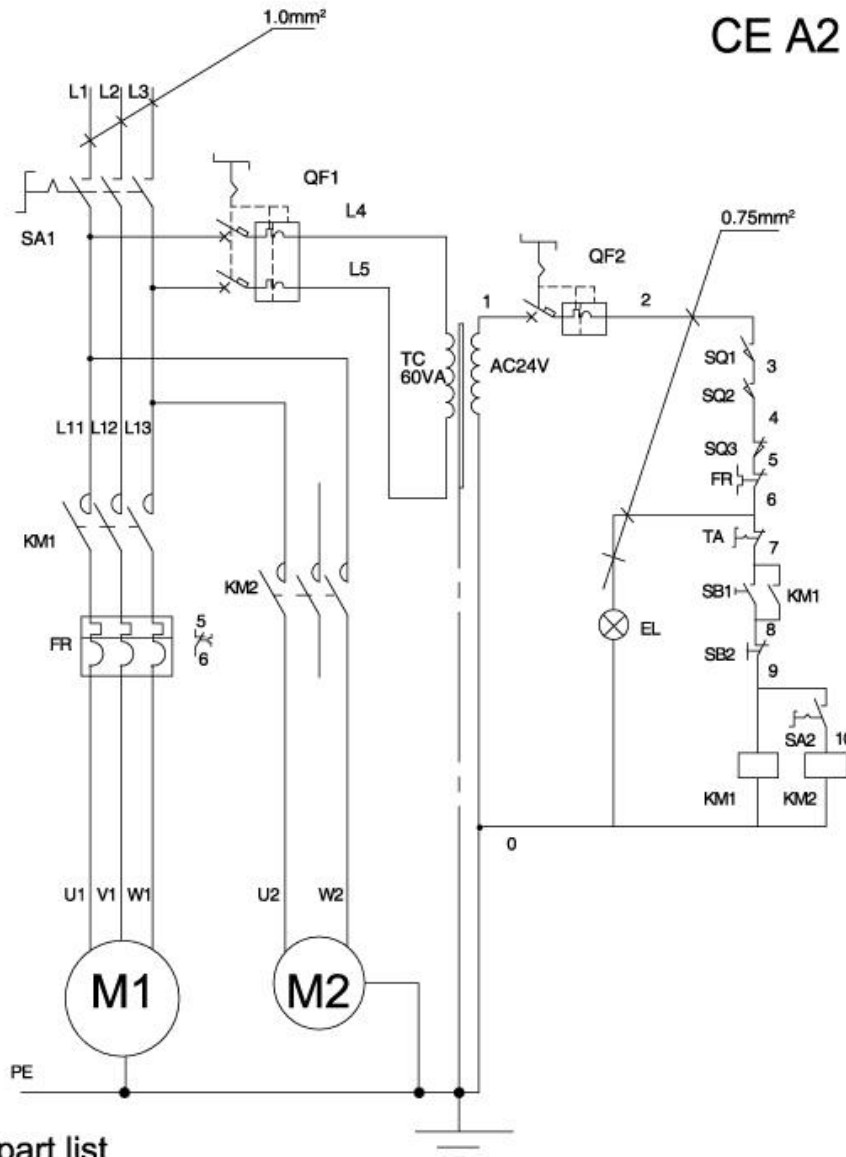 1.0mm²
CE A2
L1 L2 L3
QF1
SA1
L4
L5
0.75mm²
QF2
1
2
TC
60VA
AC24V
SQ1
3
SQ2
4
SQ3
5
FR
6
L11 L12 L13
KM1
KM2
TA
7
SB1
KM1
8
FR
5
6
EL
SB2
9
SA2
10
KM1
KM2
0
U1 V1 W1
U2 W2
M1
M2
PE
part list